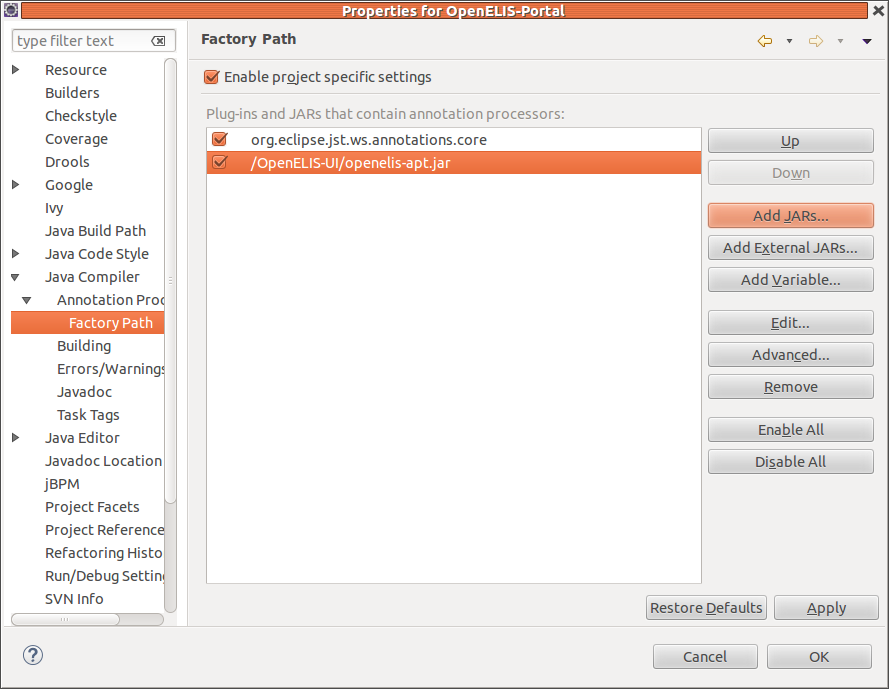 Properties for OpenELIS-Portal
type filter text
Resource
Builders
Checkstyle
Coverage
Drools
Google
Ivy
Java Build Path
Java Code Style
Java Compiler
Annotation Proc
Factory Path
Building
Errors/Warnings
Javadoc
Task Tags
Java Editor
Javadoc Location
jBPM
Project Facets
Project Reference
Refactoring Histo
Run/Debug Setting
SVN Info
Factory Path
Enable project specific settings
Plug-ins and JARs that contain annotation processors:
org.eclipse.jst.ws.annotations.core
/OpenELIS-UI/openelis-apt.jar
Up
Down
Add JARs...
Add External JARs...
Add Variable...
Edit...
Advanced...
Remove
Enable All
Disable All
Restore Defaults
Apply
?
Cancel
OK